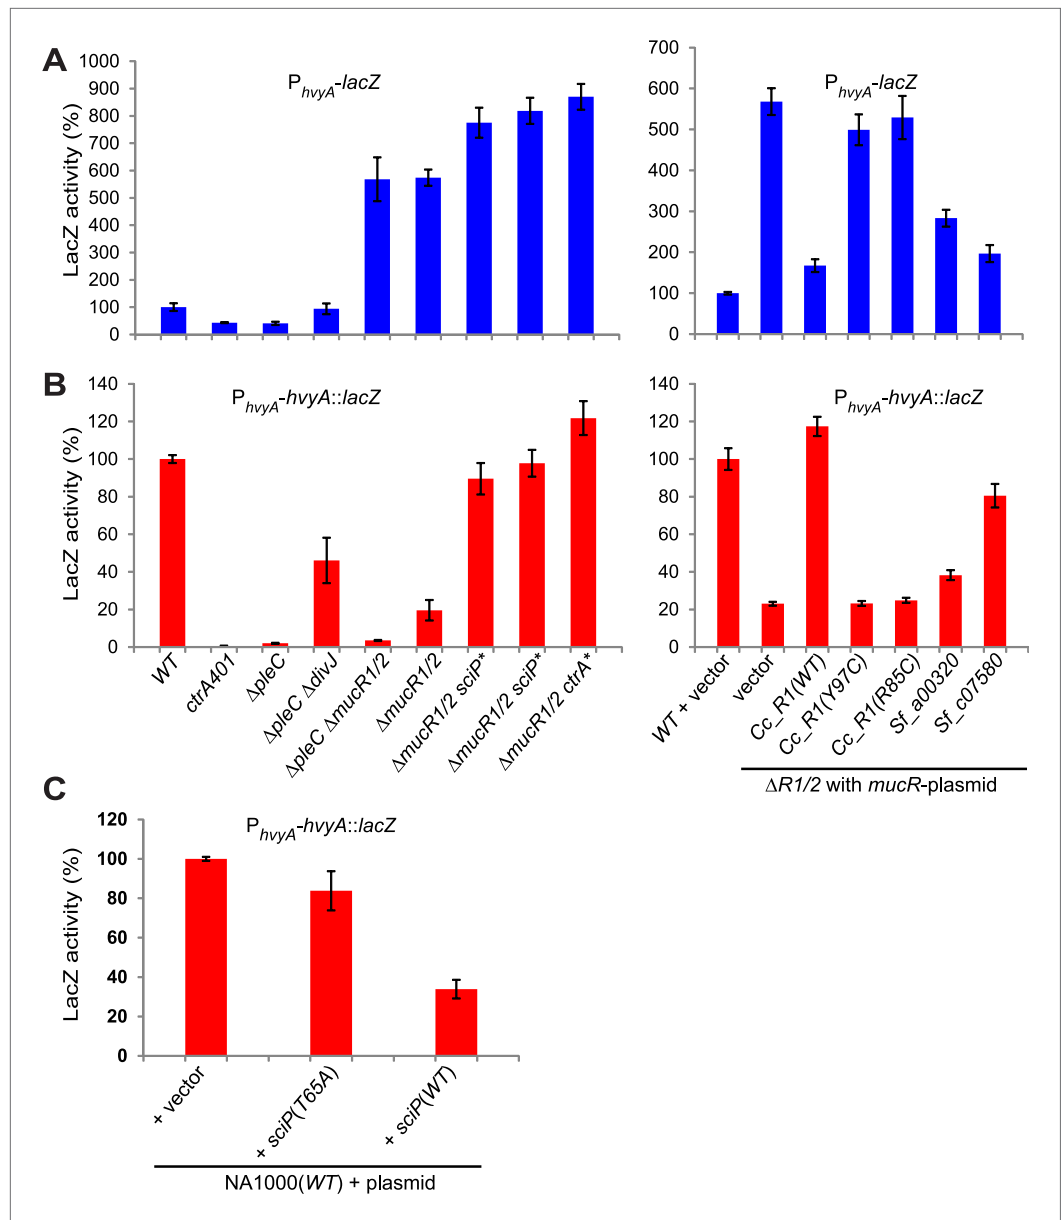 A
P_hvyA-lacZ
LacZ activity (%)
1000
900
800
700
600
500
400
300
200
100
0
P_hvyA-lacZ
700
600
500
400
300
200
100
0
B
P_hvyA-hvyA::lacZ
LacZ activity (%)
140
120
100
80
60
40
20
0
WT
ctrA401
ΔpleC
ΔpleC ΔdivJ
ΔpleC ΔmucR1/2
ΔmucR1/2
ΔmucR1/2 sciP*
ΔmucR1/2 sciP*
ΔmucR1/2 ctrA*
P_hvyA-hvyA::lacZ
140
120
100
80
60
40
20
0
WT + vector
vector
Cc_R1(WT)
Cc_R1(Y97C)
Cc_R1(R85C)
Sf_a00320
Sf_c07580
ΔR1/2 with mucR-plasmid
C
P_hvyA-hvyA::lacZ
LacZ activity (%)
120
100
80
60
40
20
0
+ vector
+ sciP(T65A)
+ sciP(WT)
NA1000(WT) + plasmid